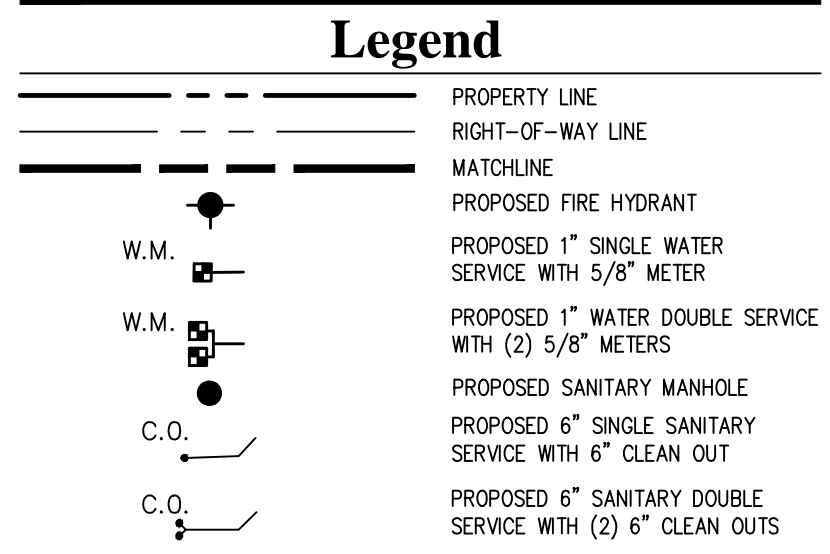 Legend
PROPERTY LINE
RIGHT-OF-WAY LINE
MATCHLINE
PROPOSED FIRE HYDRANT
W.M.
PROPOSED 1" SINGLE WATER
SERVICE WITH 5/8" METER
W.M.
PROPOSED 1" WATER DOUBLE SERVICE
WITH (2) 5/8" METERS
PROPOSED SANITARY MANHOLE
C.O.
PROPOSED 6" SINGLE SANITARY
SERVICE WITH 6" CLEAN OUT
C.O.
PROPOSED 6" SANITARY DOUBLE
SERVICE WITH (2) 6" CLEAN OUTS